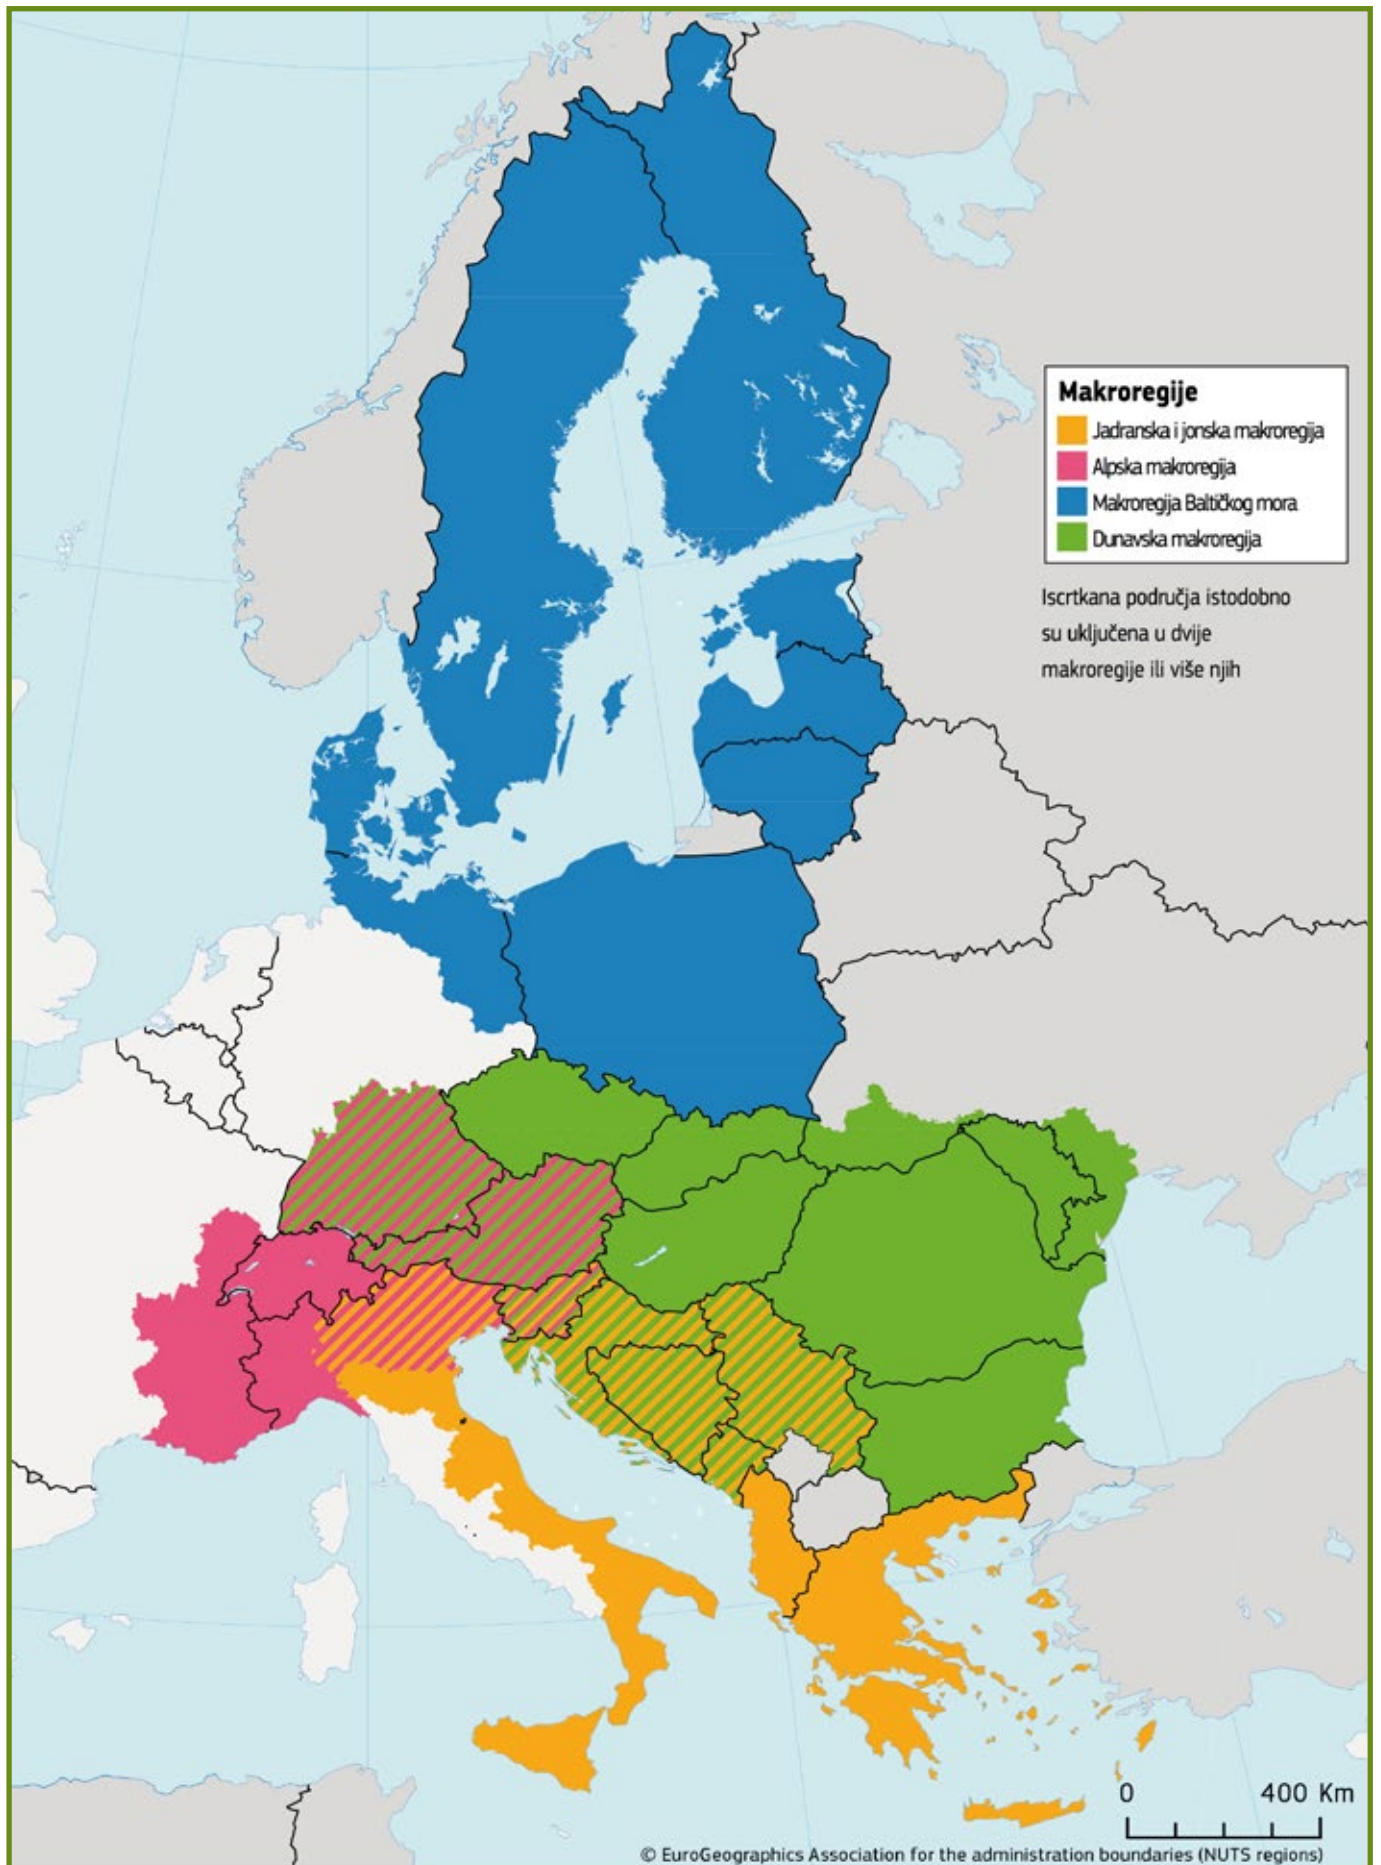 Makroregije
Jadranska i jonska makroregija
Alpska makroregija
Makroregija Baltičkog mora
Dunavska makroregija
Iscrtkana područja istodobno
su uključena u dvije
makroregije ili više njih
0 400 Km
© EuroGeographics Association for the administration boundaries (NUTS regions)